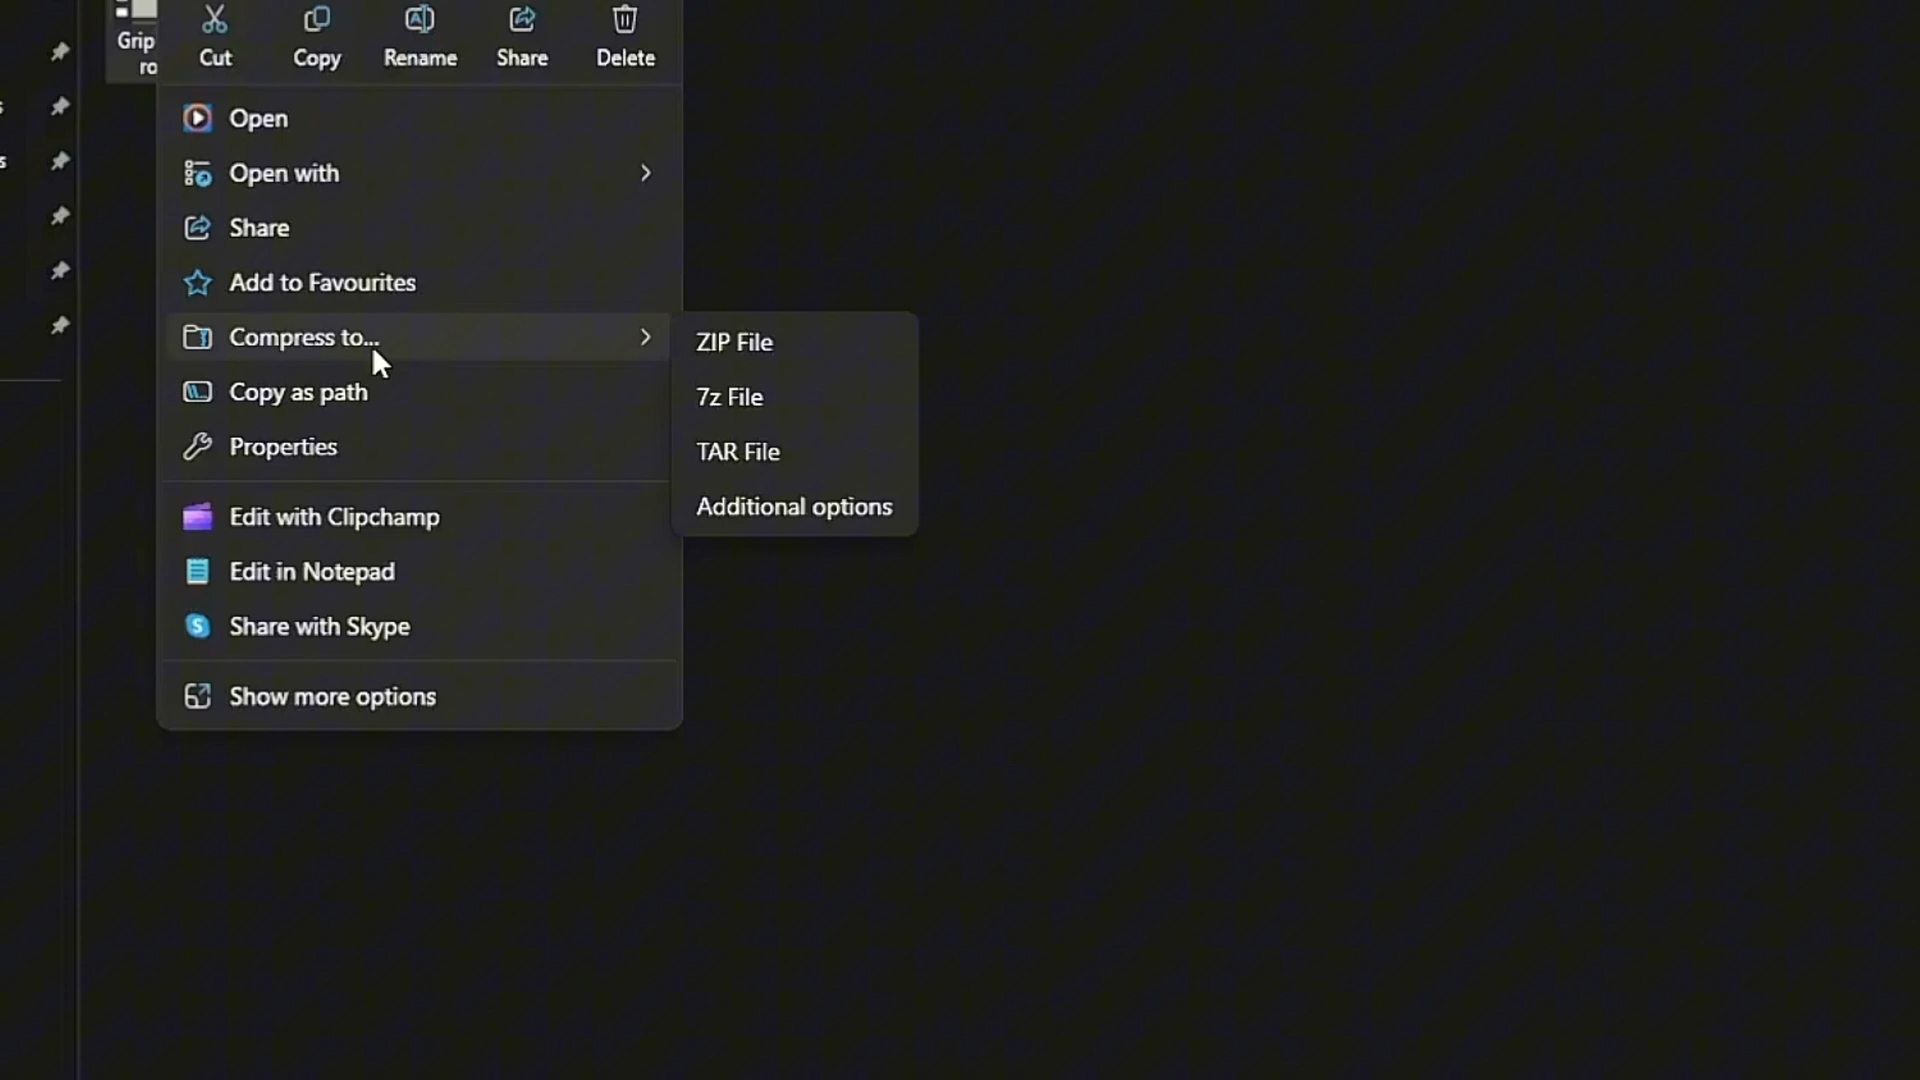 Grip
ro
Cut
Copy
Rename
Share
Delete
Open
Open with
Share
Add to Favourites
Compress to...
ZIP File
7z File
TAR File
Additional options
Copy as path
Properties
Edit with Clipchamp
Edit in Notepad
Share with Skype
Show more options
s
s